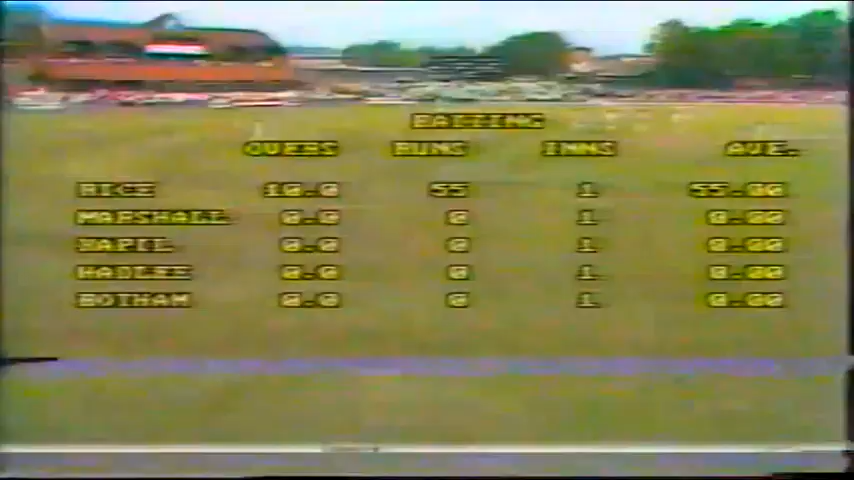 BATTING
OVERS RUNS INNS AVE.
RICE 10.0 55 1 55.00
MARSHALL 0.0 0 1 0.00
KAPIL 0.0 0 1 0.00
HADLEE 0.0 0 1 0.00
BOTHAM 0.0 0 1 0.00